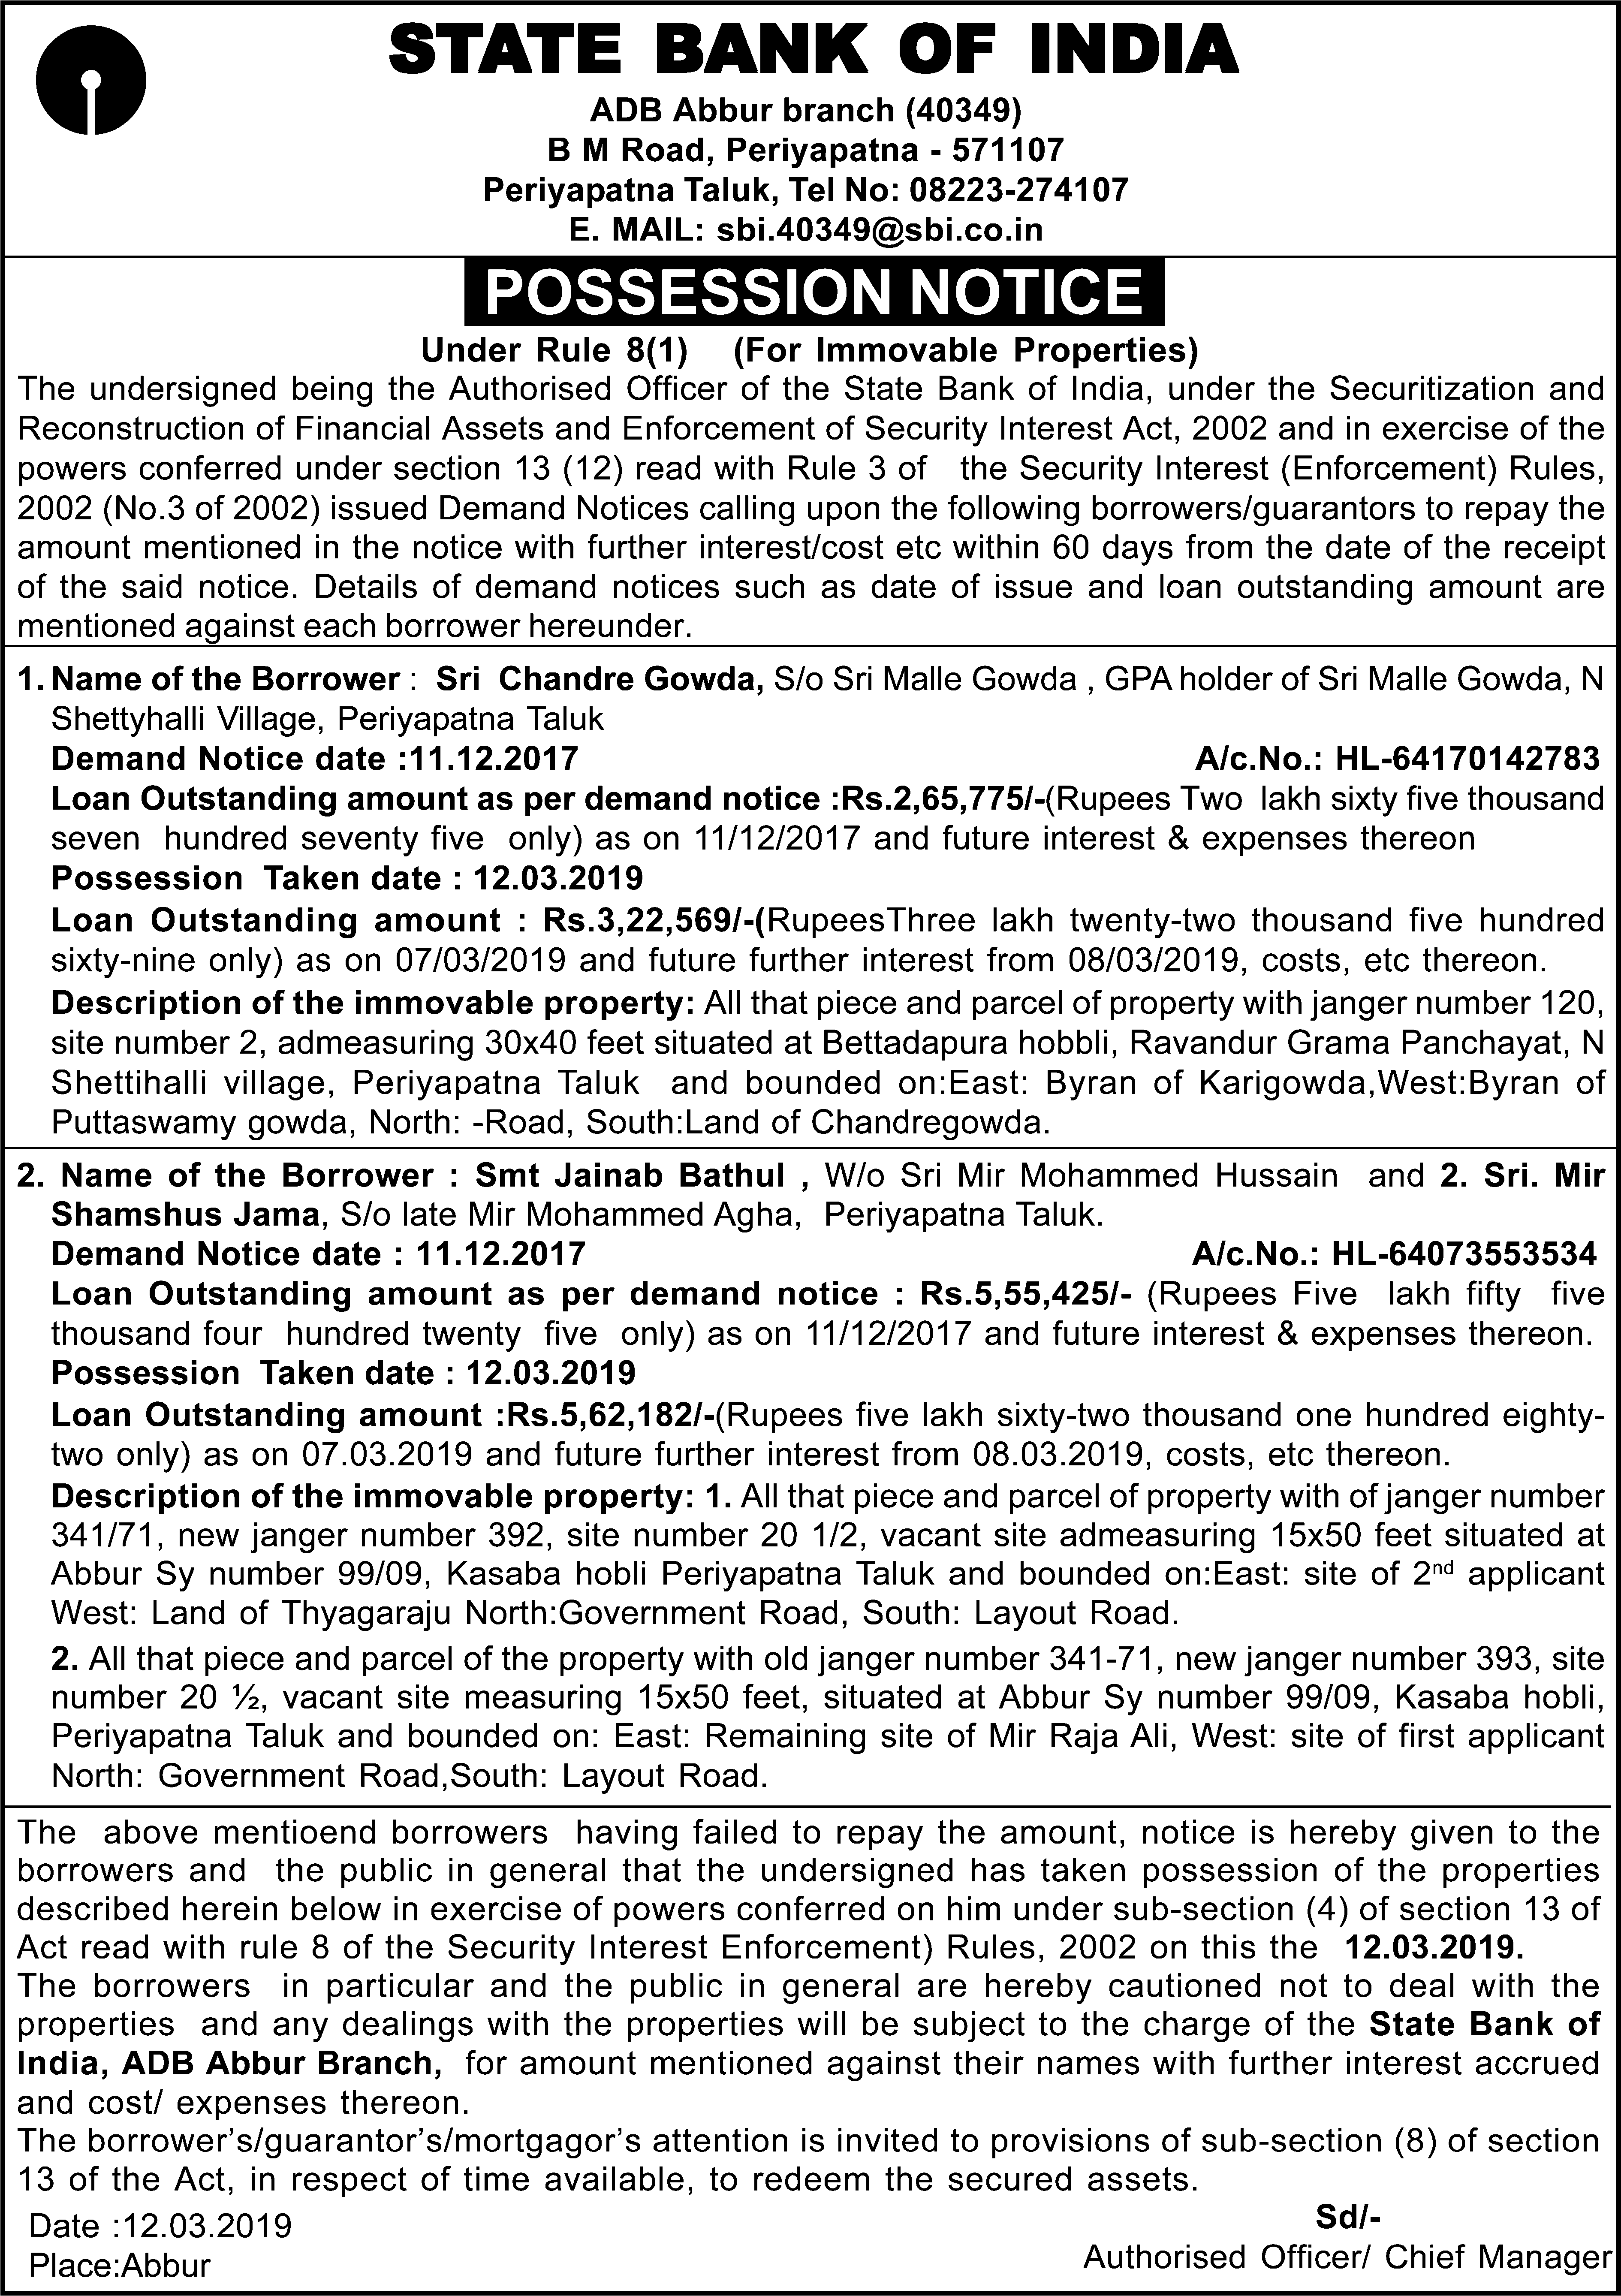 STATE BANK OF INDIA
ADB Abbur branch (40349)
B M Road, Periyapatna - 571107
Periyapatna Taluk, Tel No: 08223-274107
E. MAIL: sbi.40349@sbi.co.in
POSSESSION NOTICE
Under Rule 8(1) (For Immovable Properties)
The undersigned being the Authorised Officer of the State Bank of India, under the Securitization and
Reconstruction of Financial Assets and Enforcement of Security Interest Act, 2002 and in exercise of the
powers conferred under section 13 (12) read with Rule 3 of the Security Interest (Enforcement) Rules,
2002 (No.3 of 2002) issued Demand Notices calling upon the following borrowers/guarantors to repay the
amount mentioned in the notice with further interest/cost etc within 60 days from the date of the receipt
of the said notice. Details of demand notices such as date of issue and loan outstanding amount are
mentioned against each borrower hereunder.
1. Name of the Borrower : Sri Chandre Gowda, S/o Sri Malle Gowda , GPA holder of Sri Malle Gowda, N
Shettyhalli Village, Periyapatna Taluk
Demand Notice date :11.12.2017 A/c.No.: HL-64170142783
Loan Outstanding amount as per demand notice :Rs.2,65,775/-(Rupees Two lakh sixty five thousand
seven hundred seventy five only) as on 11/12/2017 and future interest & expenses thereon
Possession Taken date : 12.03.2019
Loan Outstanding amount : Rs.3,22,569/-(RupeesThree lakh twenty-two thousand five hundred
sixty-nine only) as on 07/03/2019 and future further interest from 08/03/2019, costs, etc thereon.
Description of the immovable property: All that piece and parcel of property with janger number 120,
site number 2, admeasuring 30x40 feet situated at Bettadapura hobbli, Ravandur Grama Panchayat, N
Shettihalli village, Periyapatna Taluk and bounded on:East: Byran of Karigowda,West:Byran of
Puttaswamy gowda, North: -Road, South:Land of Chandregowda.
2. Name of the Borrower : Smt Jainab Bathul , W/o Sri Mir Mohammed Hussain and 2. Sri. Mir
Shamshus Jama, S/o late Mir Mohammed Agha, Periyapatna Taluk.
Demand Notice date : 11.12.2017 A/c.No.: HL-64073553534
Loan Outstanding amount as per demand notice : Rs.5,55,425/- (Rupees Five lakh fifty five
thousand four hundred twenty five only) as on 11/12/2017 and future interest & expenses thereon.
Possession Taken date : 12.03.2019
Loan Outstanding amount :Rs.5,62,182/-(Rupees five lakh sixty-two thousand one hundred eighty-
two only) as on 07.03.2019 and future further interest from 08.03.2019, costs, etc thereon.
Description of the immovable property: 1. All that piece and parcel of property with of janger number
341/71, new janger number 392, site number 20 1/2, vacant site admeasuring 15x50 feet situated at
Abbur Sy number 99/09, Kasaba hobli Periyapatna Taluk and bounded on:East: site of 2nd applicant
West: Land of Thyagaraju North:Government Road, South: Layout Road.
2. All that piece and parcel of the property with old janger number 341-71, new janger number 393, site
number 20 ½, vacant site measuring 15x50 feet, situated at Abbur Sy number 99/09, Kasaba hobli,
Periyapatna Taluk and bounded on: East: Remaining site of Mir Raja Ali, West: site of first applicant
North: Government Road,South: Layout Road.
The above mentioend borrowers having failed to repay the amount, notice is hereby given to the
borrowers and the public in general that the undersigned has taken possession of the properties
described herein below in exercise of powers conferred on him under sub-section (4) of section 13 of
Act read with rule 8 of the Security Interest Enforcement) Rules, 2002 on this the 12.03.2019.
The borrowers in particular and the public in general are hereby cautioned not to deal with the
properties and any dealings with the properties will be subject to the charge of the State Bank of
India, ADB Abbur Branch, for amount mentioned against their names with further interest accrued
and cost/ expenses thereon.
The borrower's/guarantor's/mortgagor's attention is invited to provisions of sub-section (8) of section
13 of the Act, in respect of time available, to redeem the secured assets.
Date :12.03.2019 Sd/-
Place:Abbur Authorised Officer/ Chief Manager